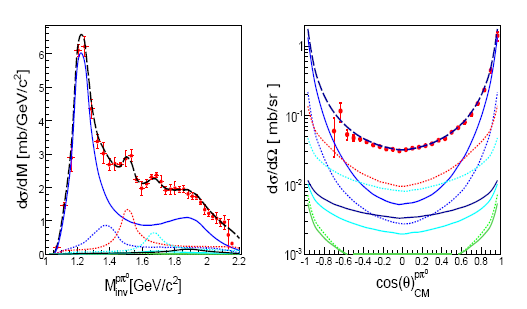 dσ/dM [mb/GeV/c²]
6
5
4
3
2
1
0
1 1.2 1.4 1.6 1.8 2 2.2
M_inv^{pπ⁰}[GeV/c²]
dσ/dΩ [ mb/sr ]
1
10⁻¹
10⁻²
10⁻³
-1 -0.8 -0.6 -0.4 -0.2 0 0.2 0.4 0.6 0.8 1
cos(θ)_CM^{pπ⁰}